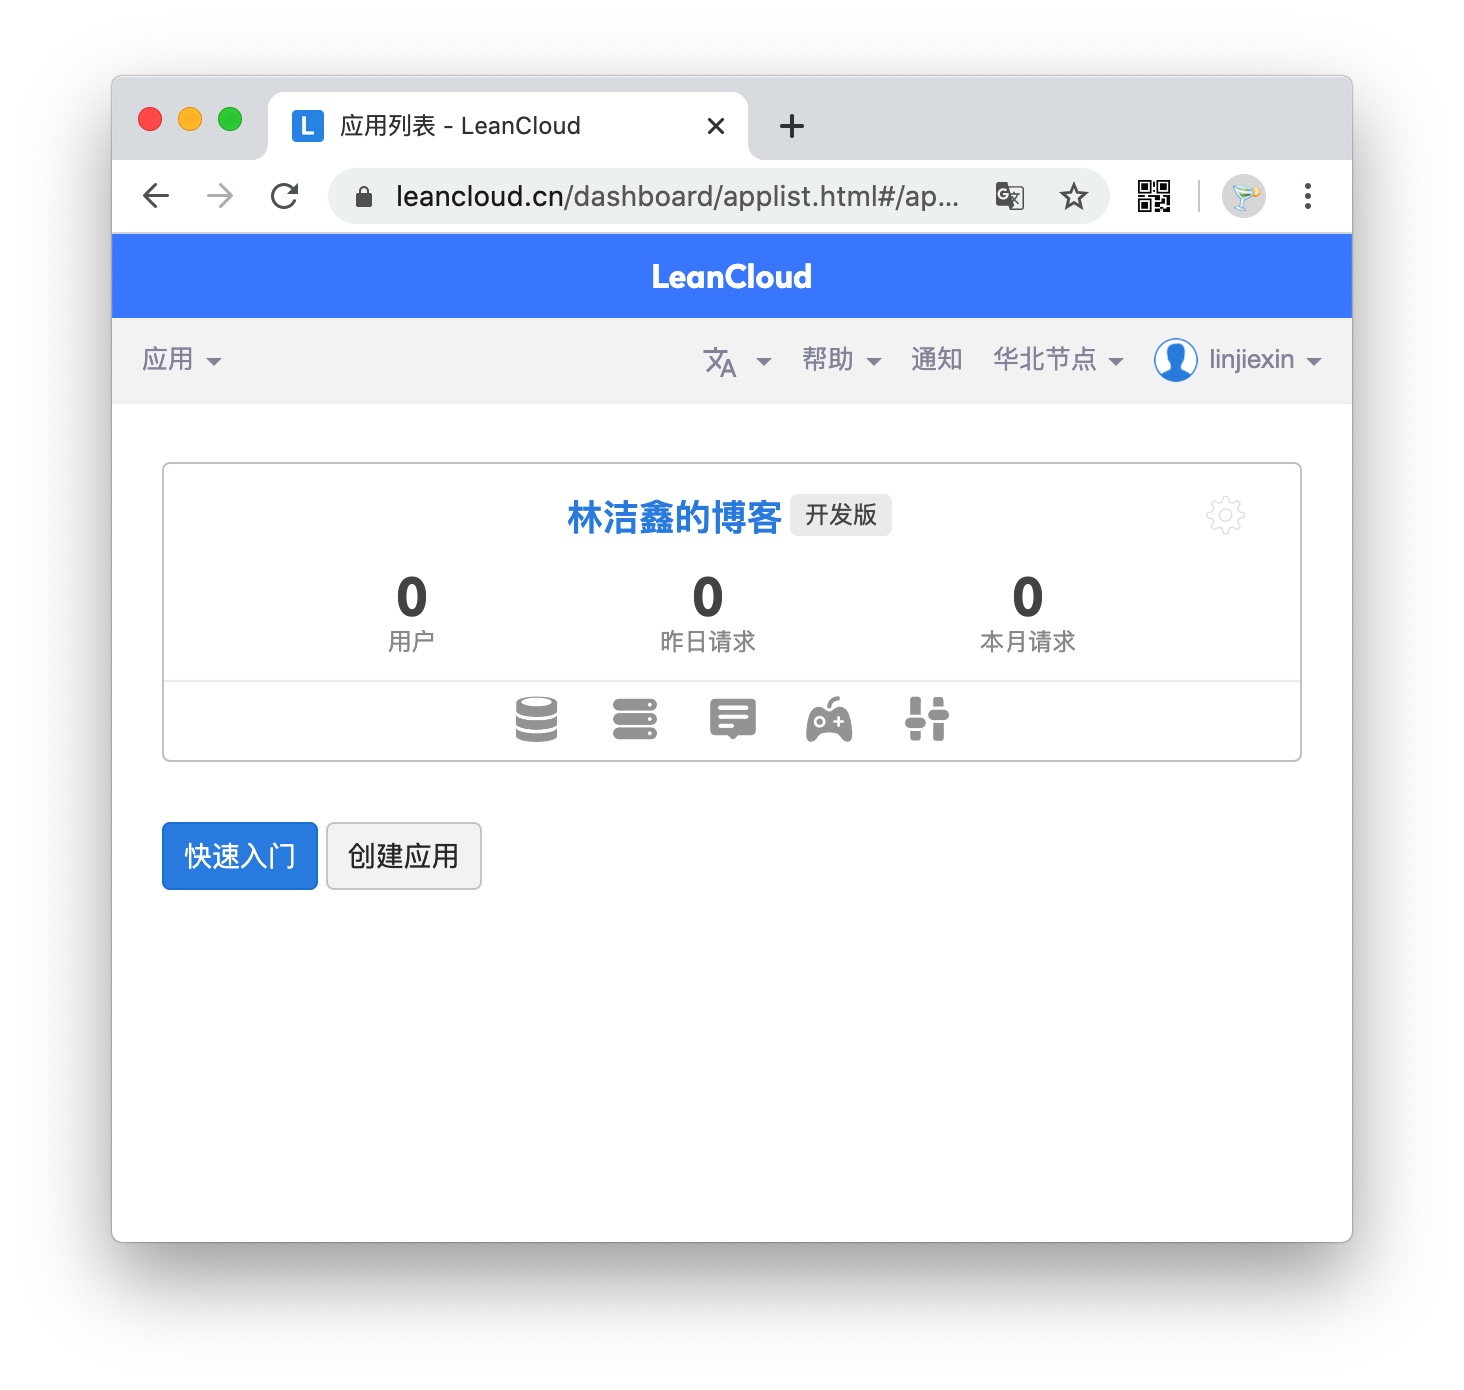 应用列表 - LeanCloud
leancloud.cn/dashboard/applist.html#/ap...
LeanCloud
应用 帮助 通知 华北节点 linjiexin
林洁鑫的博客 开发版
0 0 0
用户 昨日请求 本月请求
快速入门 创建应用